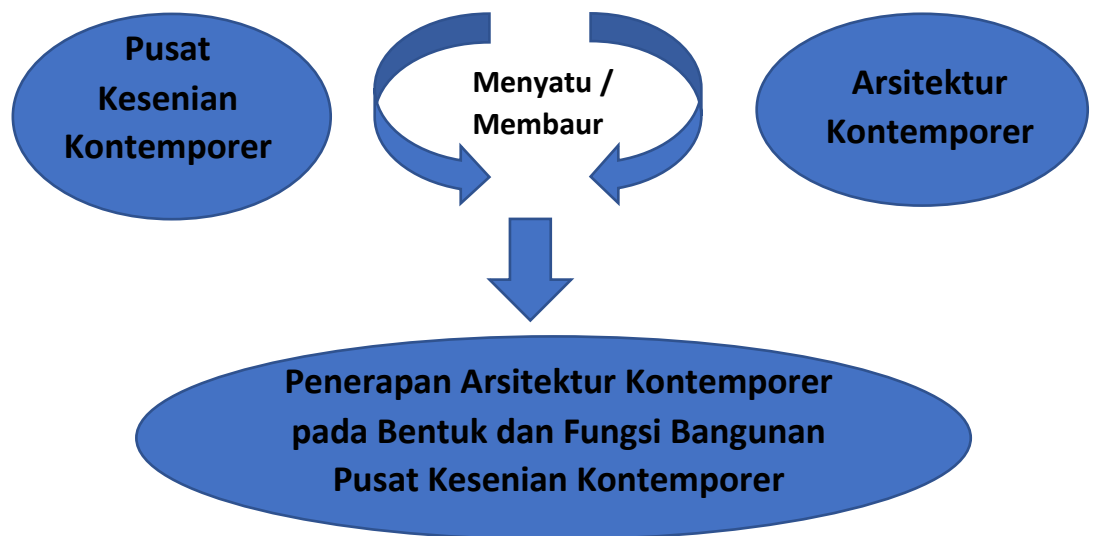 Pusat
Kesenian
Kontemporer
Menyatu /
Membaur
Arsitektur
Kontemporer
Penerapan Arsitektur Kontemporer
pada Bentuk dan Fungsi Bangunan
Pusat Kesenian Kontemporer